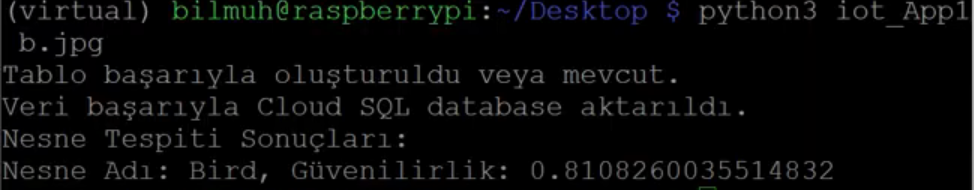 (virtual) bilmuh@raspberrypi:~/Desktop $ python3 iot_App1
b.jpg
Tablo başarıyla oluşturuldu veya mevcut.
Veri başarıyla Cloud SQL database aktarıldı.
Nesne Tespiti Sonuçları:
Nesne Adı: Bird, Güvenilirlik: 0.8108260035514832